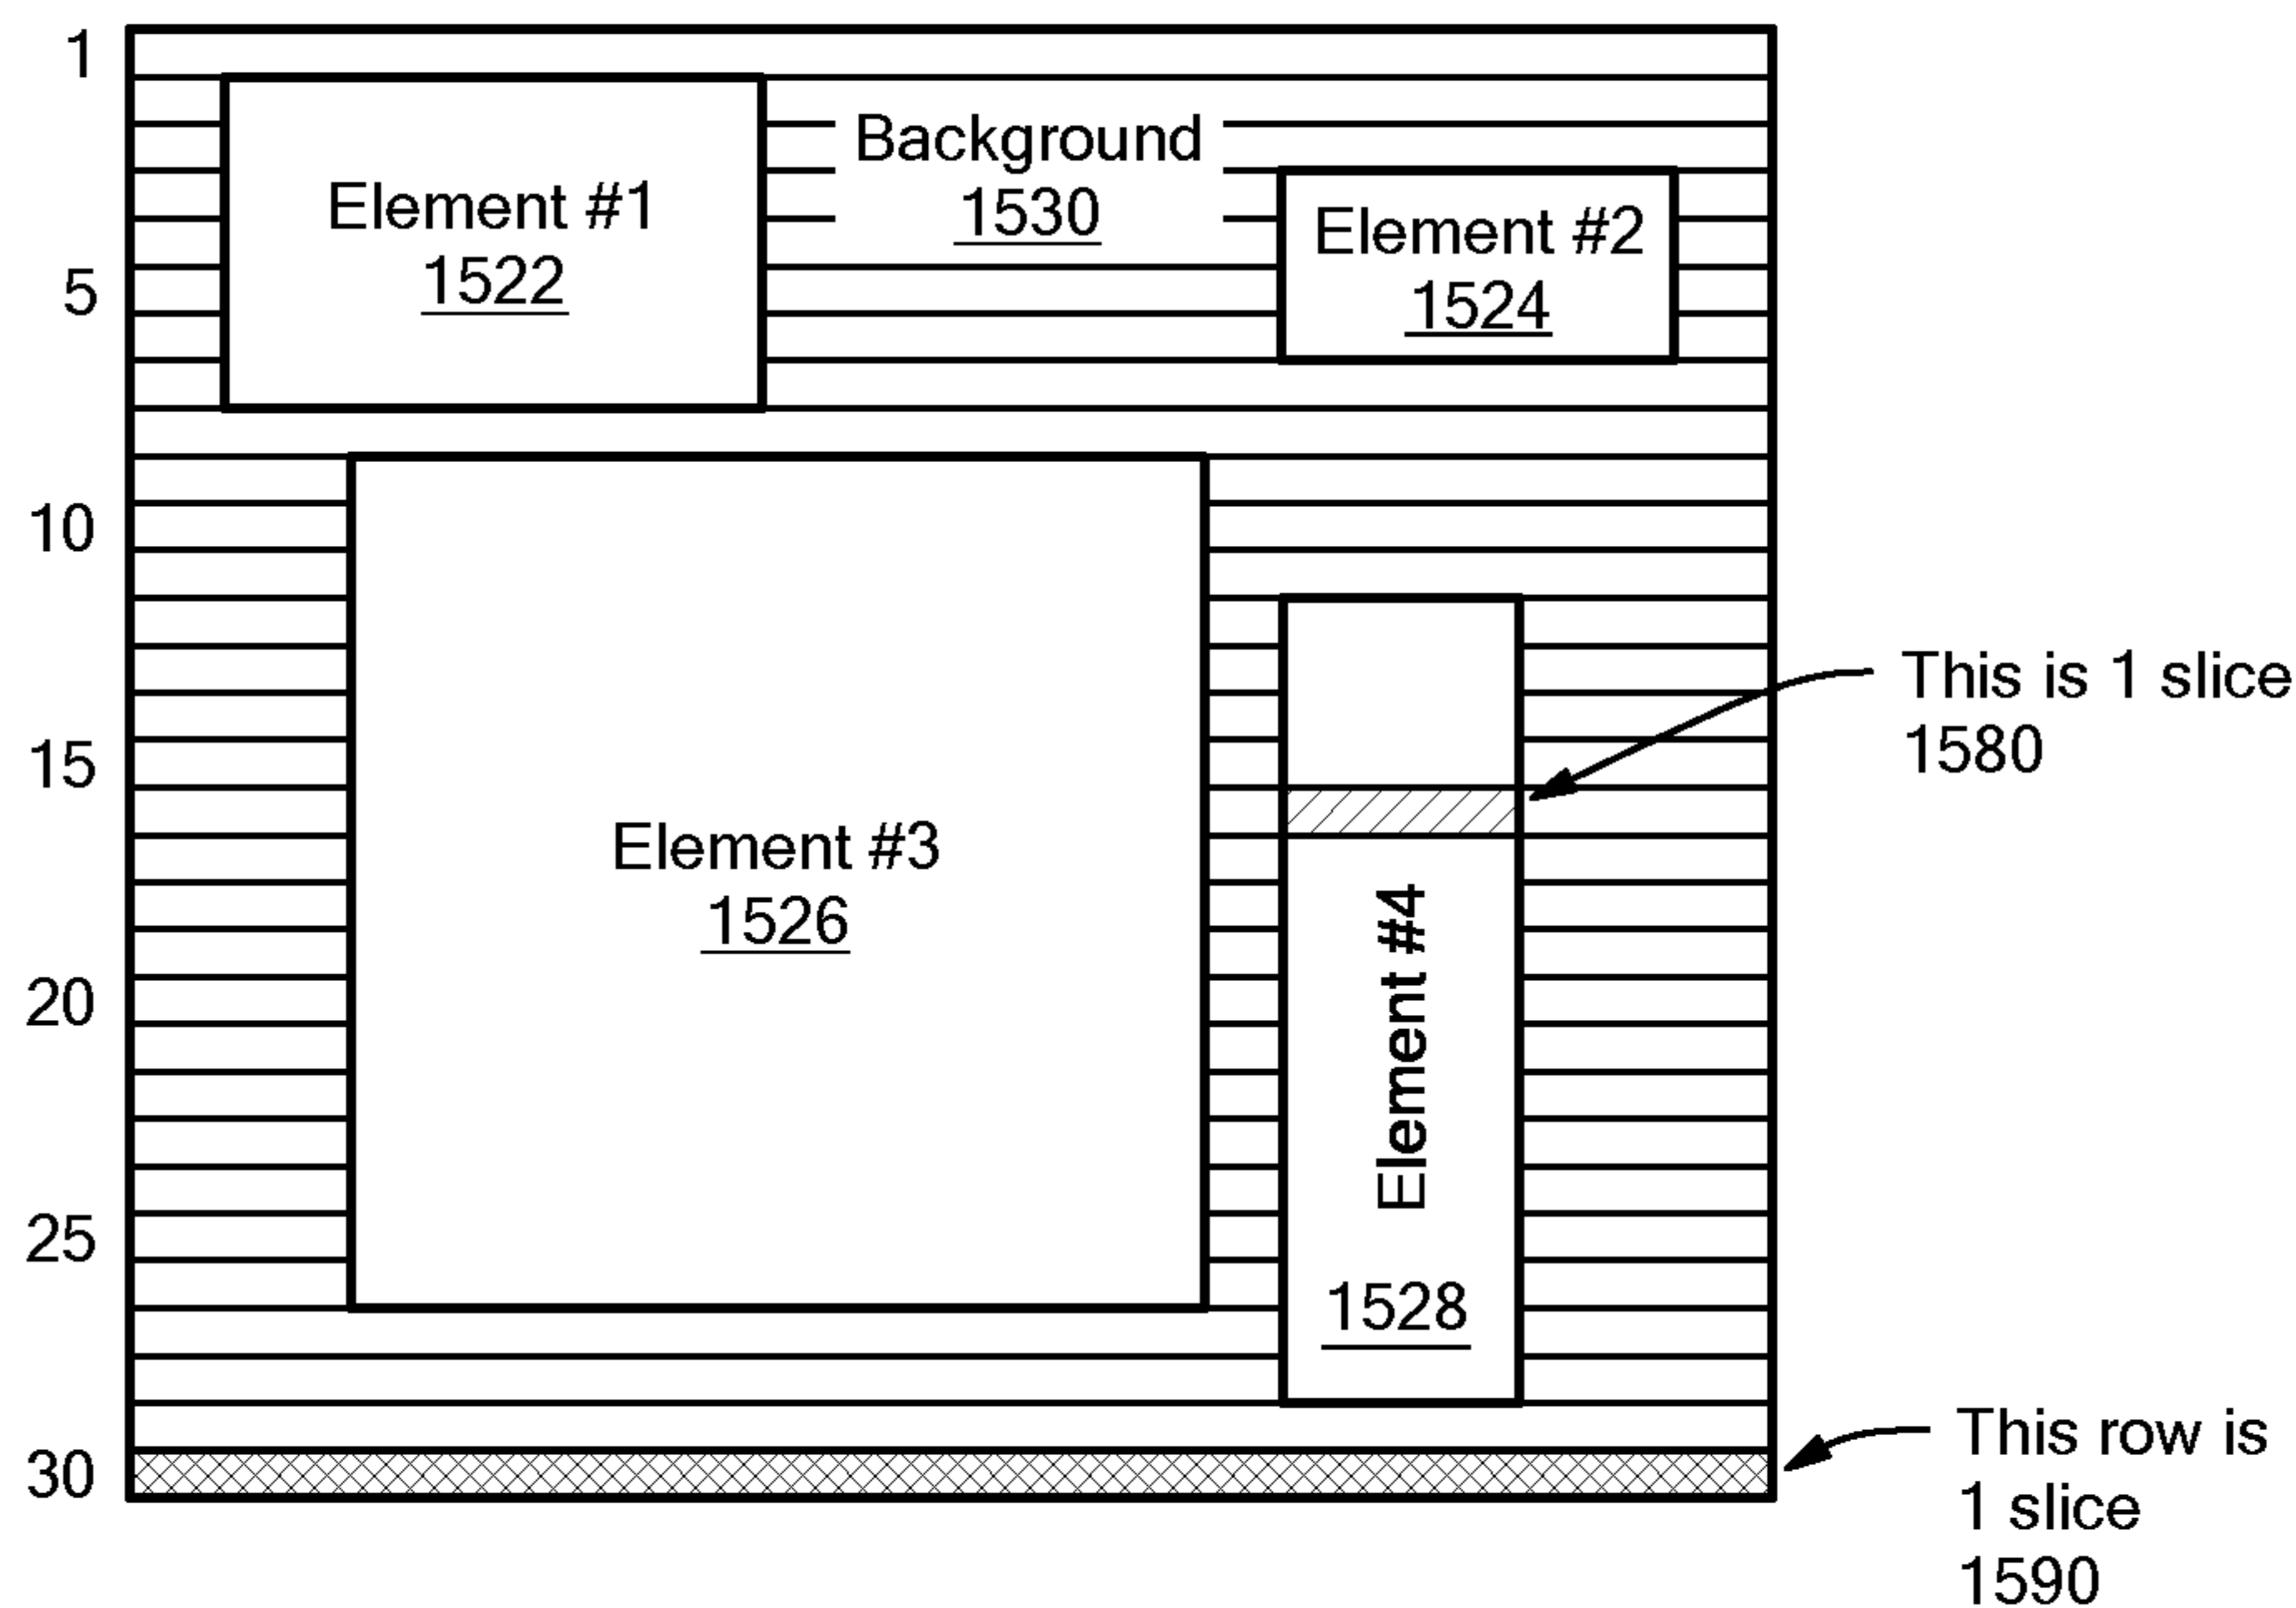 1
Background
1530
Element #1
1522
Element #2
1524
5
10
This is 1 slice
1580
15
Element #3
1526
Element #4
1528
20
25
This row is
1 slice
1590
30